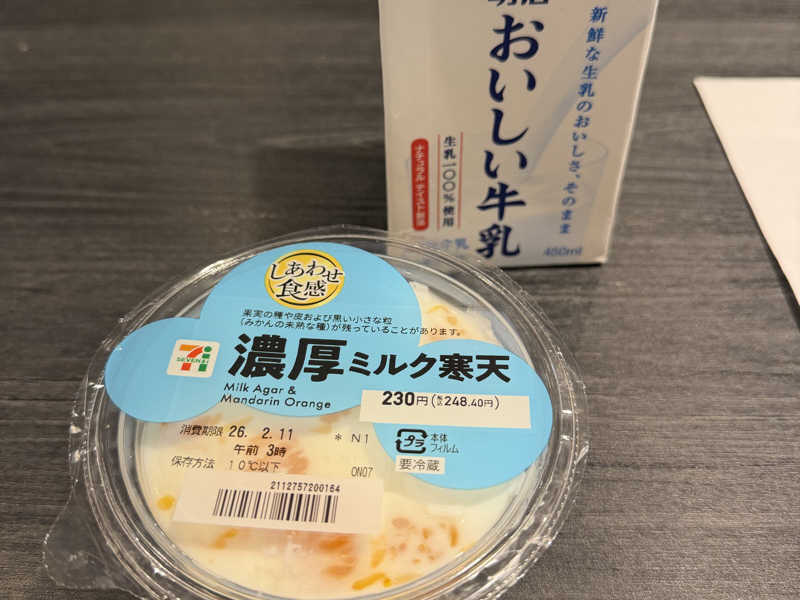 おいしい牛乳
新鮮な生乳のおいしさ、そのまま
生乳一〇〇%使用
ナチュラルテイスト製法
450ml
しあわせ
食感
果実の種や皮および黒い小さな粒
(みかんの未熟な種)が残っていることがあります。
7
SEVEN &i
濃厚ミルク寒天
Milk Agar &
Mandarin Orange
230円(税込248.40円)
消費期限 26. 2.11 * N1
午前 3時
保存方法 10℃以下 ON07
プラ 本体
フィルム
要冷蔵
2112757200164